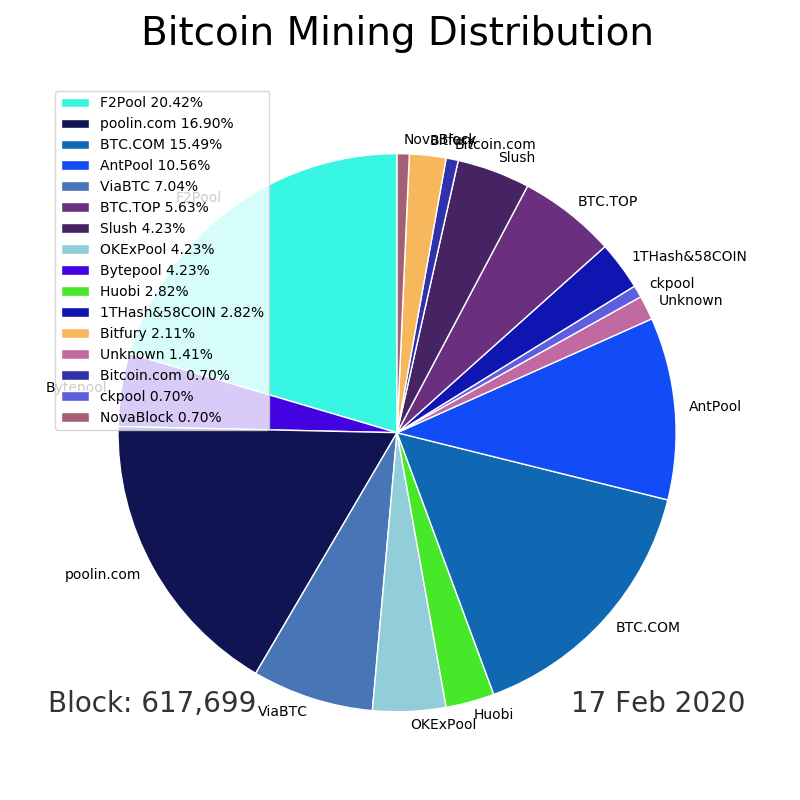 Bitcoin Mining Distribution
F2Pool 20.42%
poolin.com 16.90%
BTC.COM 15.49%
AntPool 10.56%
ViaBTC 7.04%
BTC.TOP 5.63%
Slush 4.23%
OKExPool 4.23%
Bytepool 4.23%
Huobi 2.82%
1THash&58COIN 2.82%
Bitfury 2.11%
Unknown 1.41%
Bitcoin.com 0.70%
ckpool 0.70%
NovaBlock 0.70%
NovaBlock
Bitfury
Bitcoin.com
Slush
BTC.TOP
1THash&58COIN
ckpool
Unknown
AntPool
BTC.COM
Huobi
OKExPool
ViaBTC
poolin.com
Bytepool
F2Pool
Block: 617,699
17 Feb 2020